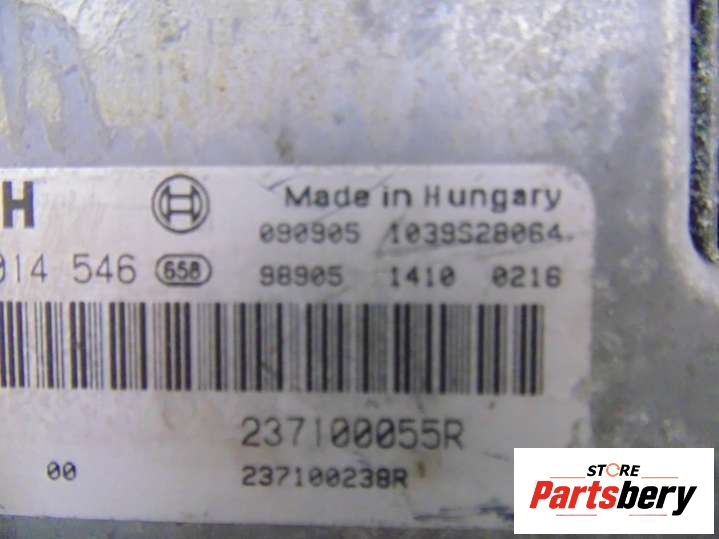 H Made in Hungary
090905 1039S28064
014 546 658 98905 1410 0216
237100055R
00 237100238R
STORE
Partsbery